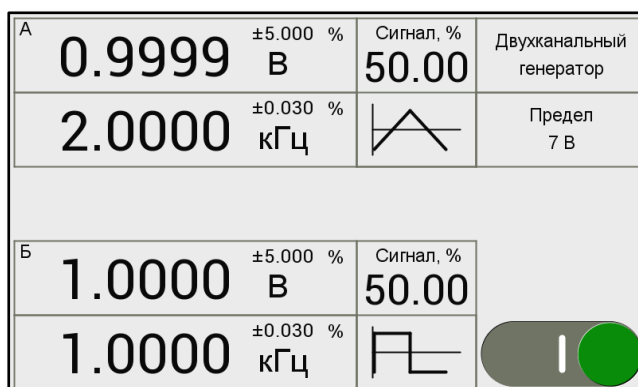 А
0.9999
±5.000 %
В
Сигнал, %
50.00
Двухканальный
генератор
2.0000
±0.030 %
кГц
Предел
7 В
Б
1.0000
±5.000 %
В
Сигнал, %
50.00
1.0000
±0.030 %
кГц